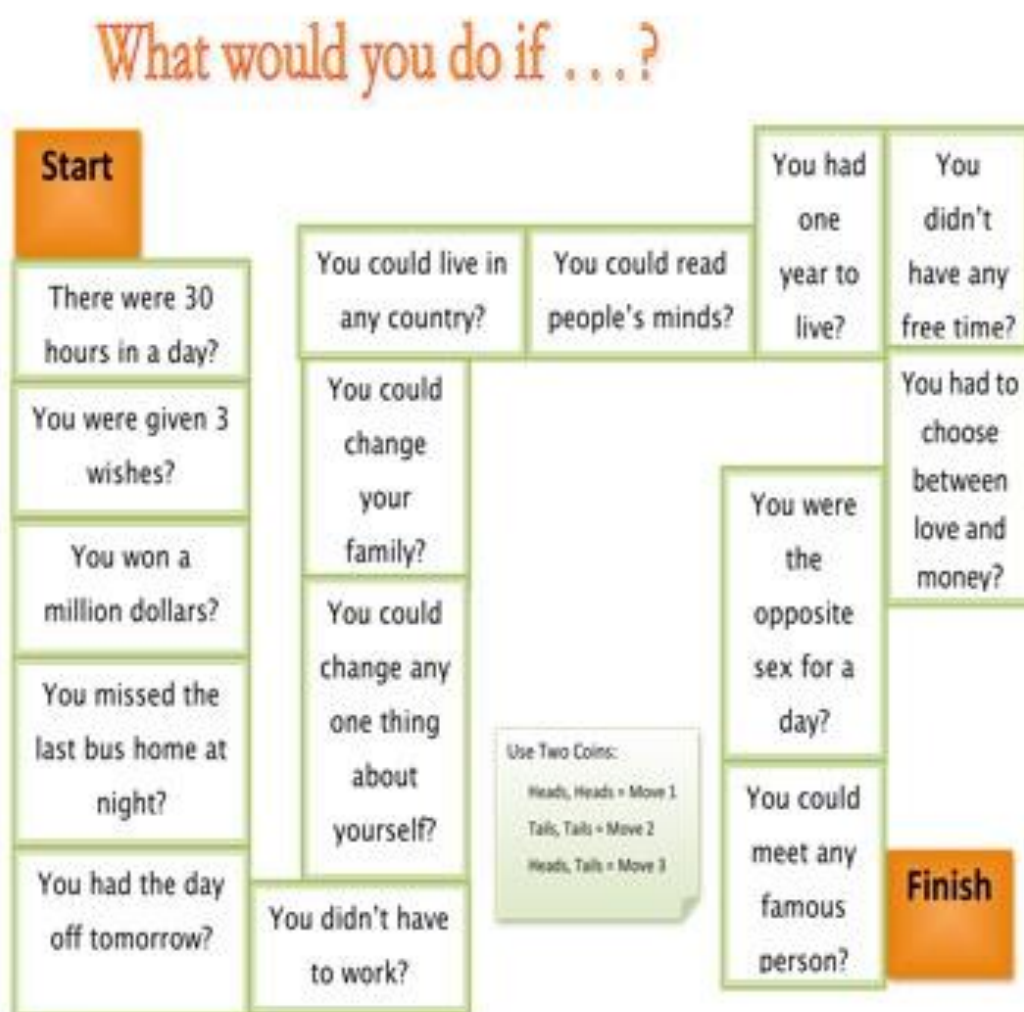 What would you do if ...?
Start
There were 30
hours in a day?
You were given 3
wishes?
You won a
million dollars?
You missed the
last bus home at
night?
You had the day
off tomorrow?
You didn't have
to work?
You could
change any
one thing
about
yourself?
You could
change
your
family?
You could live in
any country?
You could read
people's minds?
You had
one
year to
live?
You
didn't
have any
free time?
You had to
choose
between
love and
money?
You were
the
opposite
sex for a
day?
You could
meet any
famous
person?
Finish
Use Two Coins:
Heads, Heads = Move 1
Tails, Tails = Move 2
Heads, Tails = Move 3